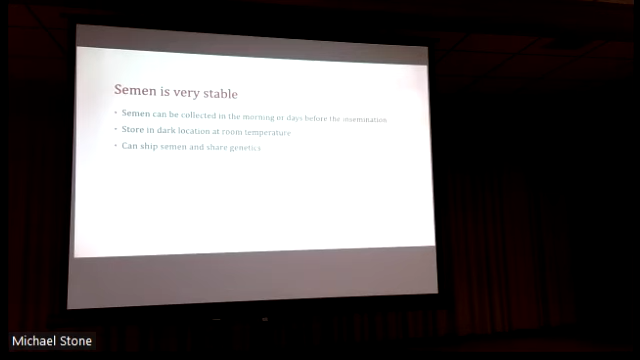 Semen is very stable
• Semen can be collected in the morning or days before the insemination
• Store in dark location at room temperature
• Can ship semen and share genetics
Michael Stone